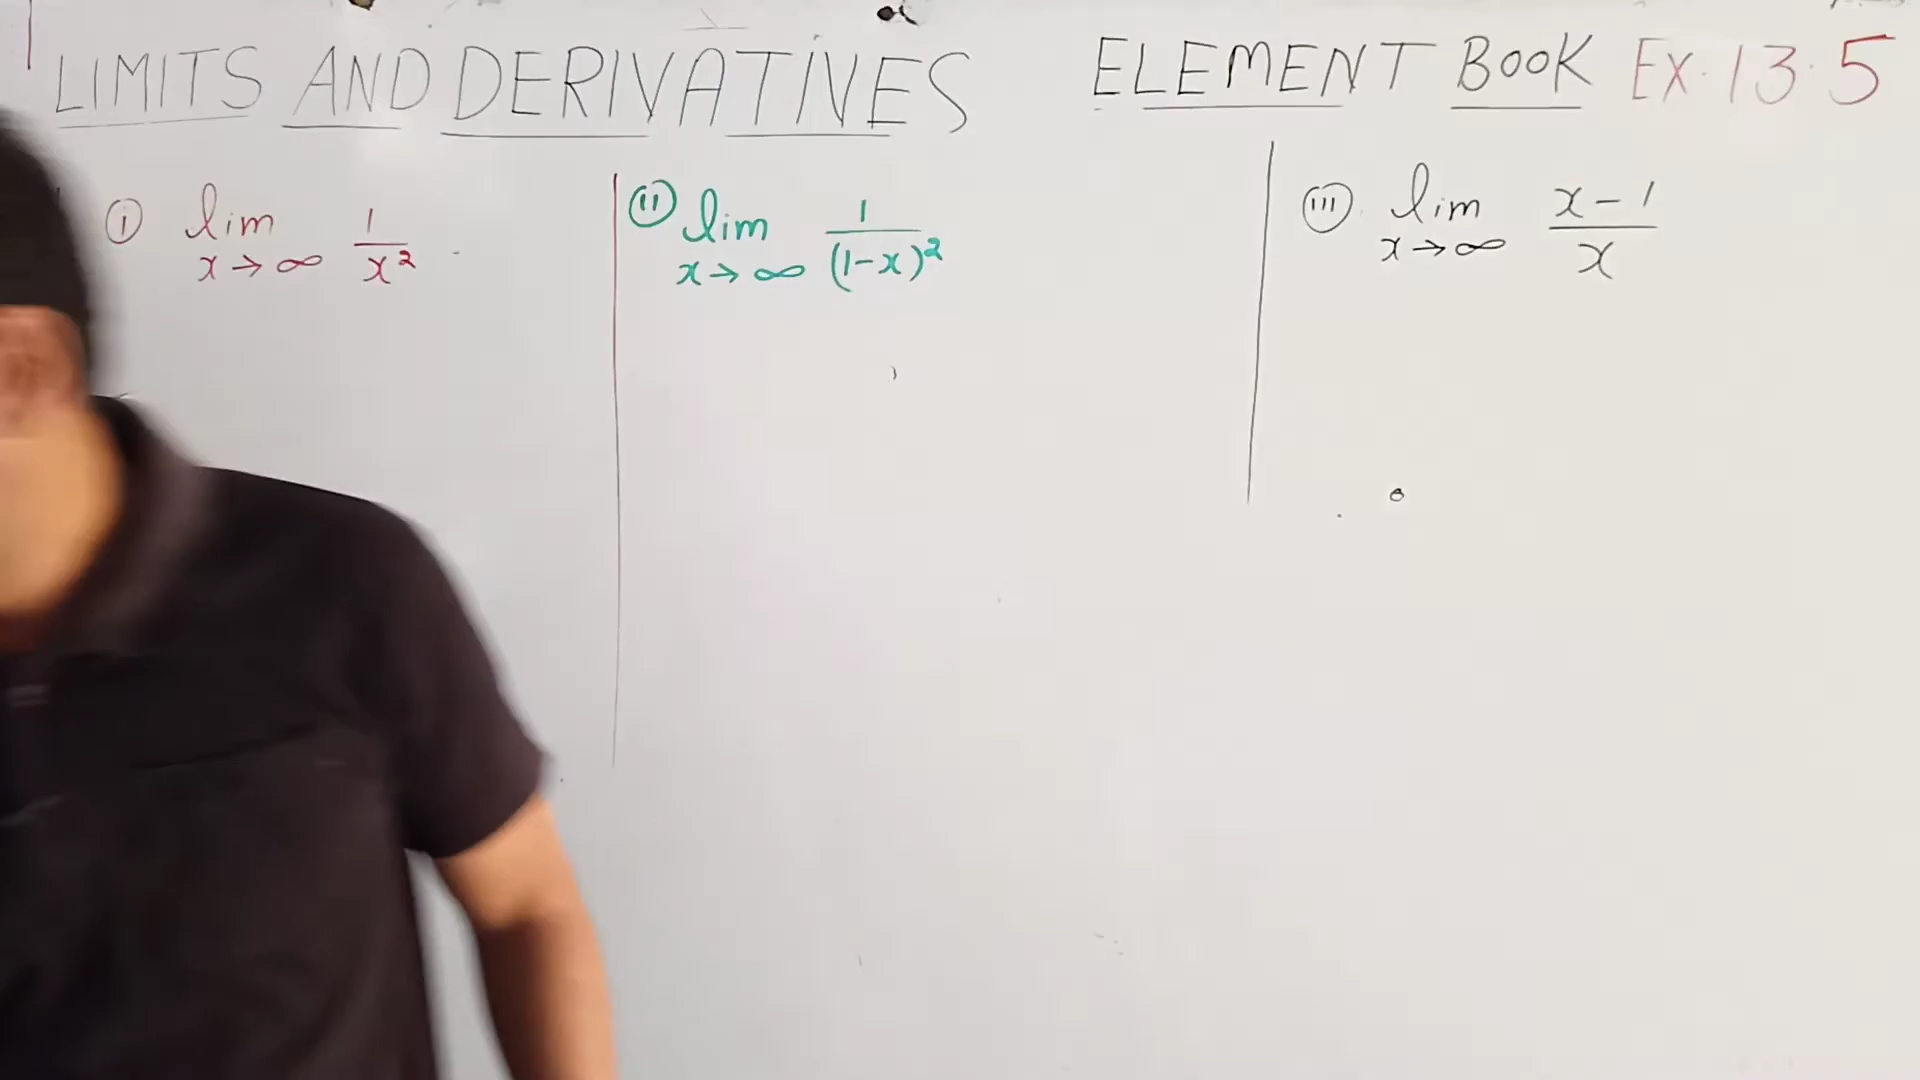 LIMITS AND DERIVATIVES
ELEMENT BOOK EX. 13.5
(i) lim x→∞ 1/x²
(ii) lim x→∞ 1/(1-x)²
(iii) lim x→∞ x-1/x